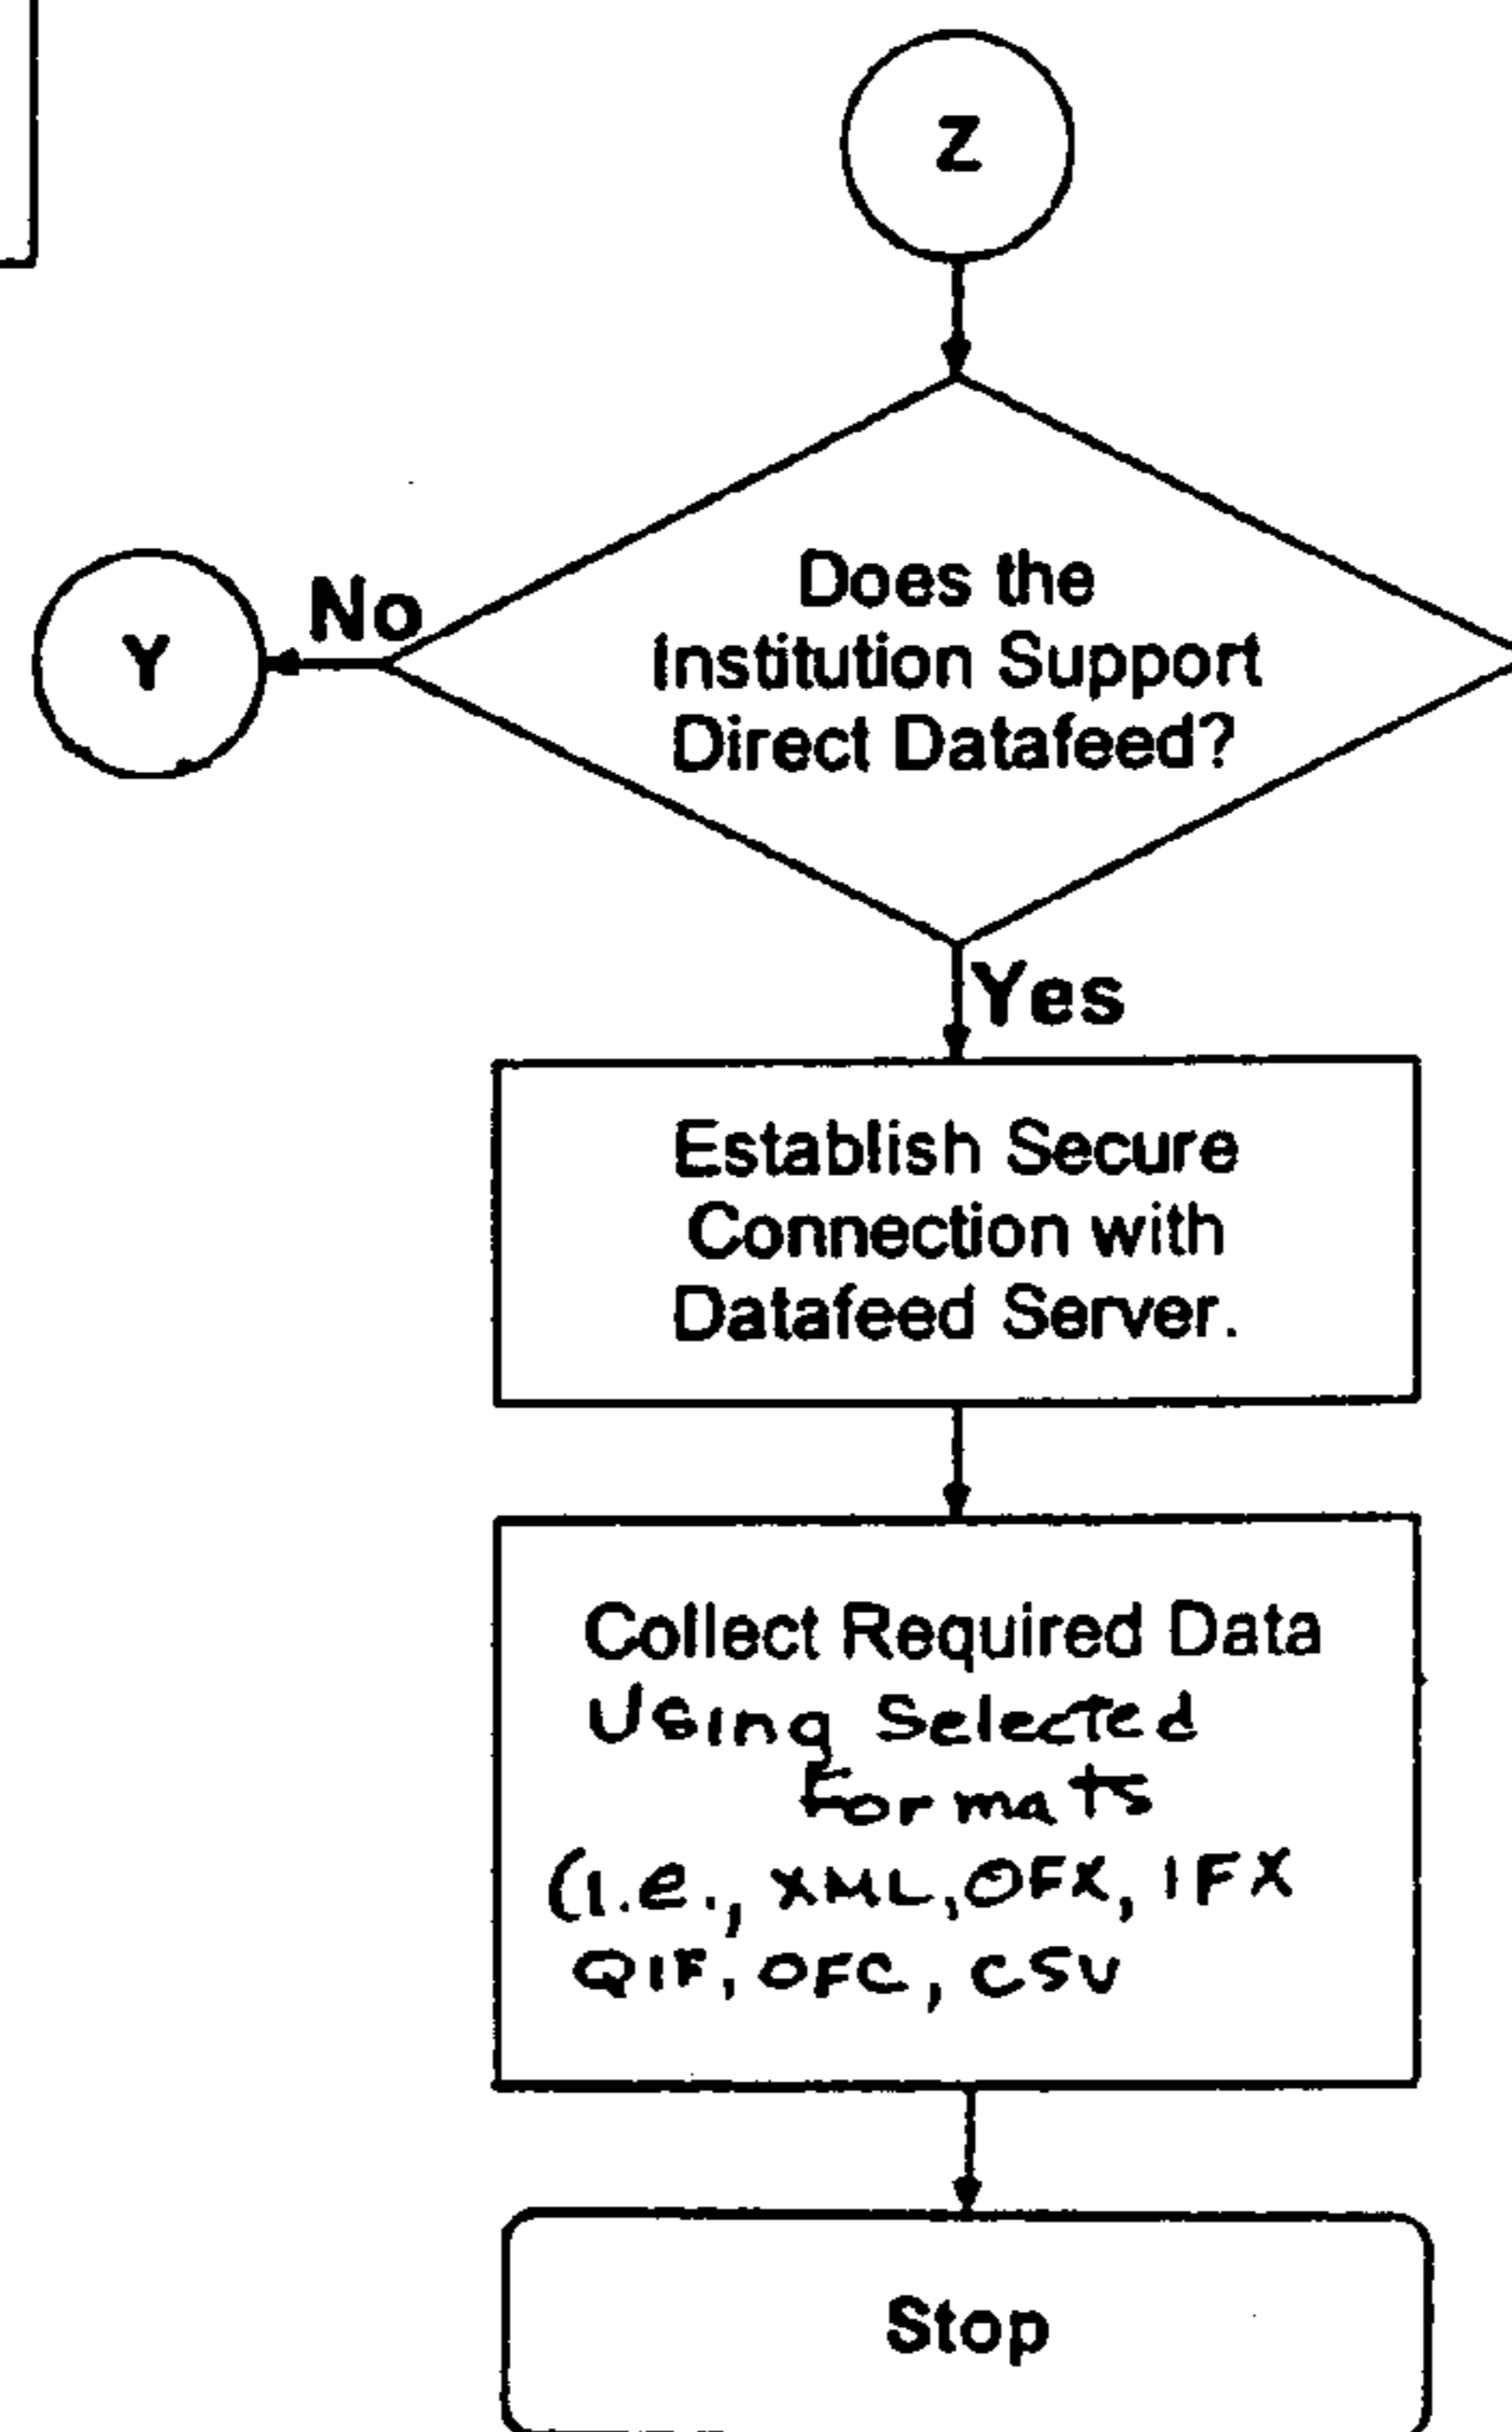 Z
Does the
Institution Support
Direct Datafeed?
No
Y
Yes
Establish Secure
Connection with
Datafeed Server.
Collect Required Data
Using Selected
Formats
(i.e., XML, OFX, IFX
QIF, OFC, CSV
Stop